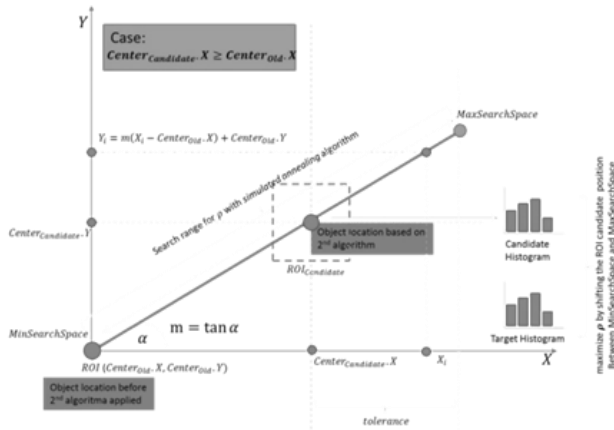 Y
Case:
Center_Candidate.X ≥ Center_Old.X
MaxSearchSpace
Y_i = m(X_i − Center_Old.X) + Center_Old.Y
Search range for ρ with simulated annealing algorithm
Center_Candidate.Y
Object location based on
2nd algorithm
ROI_Candidate
Candidate
Histogram
MinSearchSpace
α
m = tan α
Target Histogram
X
ROI (Center_Old.X, Center_Old.Y)
Center_Candidate.X
X_i
Object location before
2nd algoritma applied
tolerance
maximize ρ by shifting the ROI candidate position
Between MinSearchSpace and MaxSearchSpace